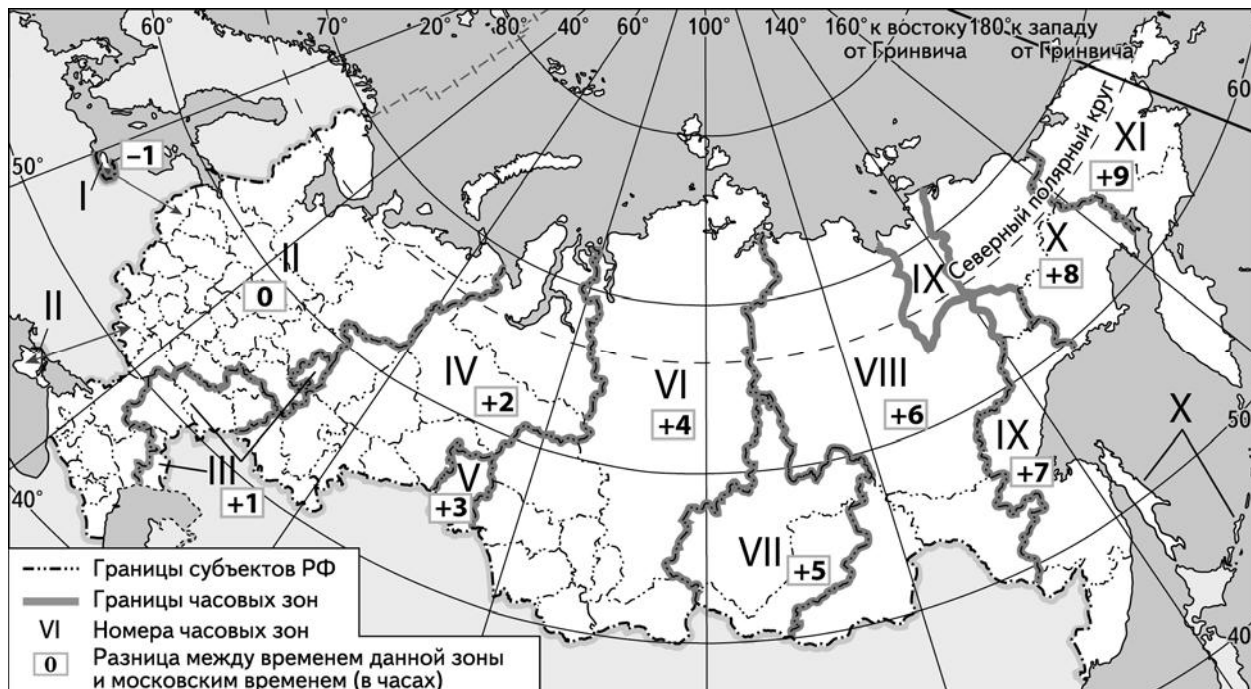 60° 70° 20° 20° 40° 60° 80° 100° 120° 140° 160° к востоку 180° к западу
от Гринвича от Гринвича
60°
Северный полярный круг
XI
+9
50°
–1
I
X
+8
II
0
IX
II
IV
+2
VI
+4
VIII
+6
X
50°
V
+3
IX
+7
III
+1
40°
VII
+5
40°
Границы субъектов РФ
Границы часовых зон
VI Номера часовых зон
0 Разница между временем данной зоны
и московским временем (в часах)